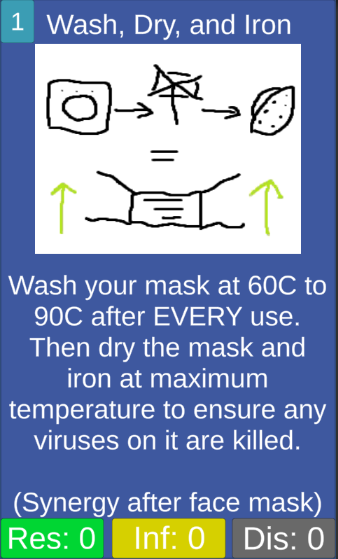 1
Wash, Dry, and Iron
Wash your mask at 60C to
90C after EVERY use.
Then dry the mask and
iron at maximum
temperature to ensure any
viruses on it are killed.
(Synergy after face mask)
Res: 0
Inf: 0
Dis: 0